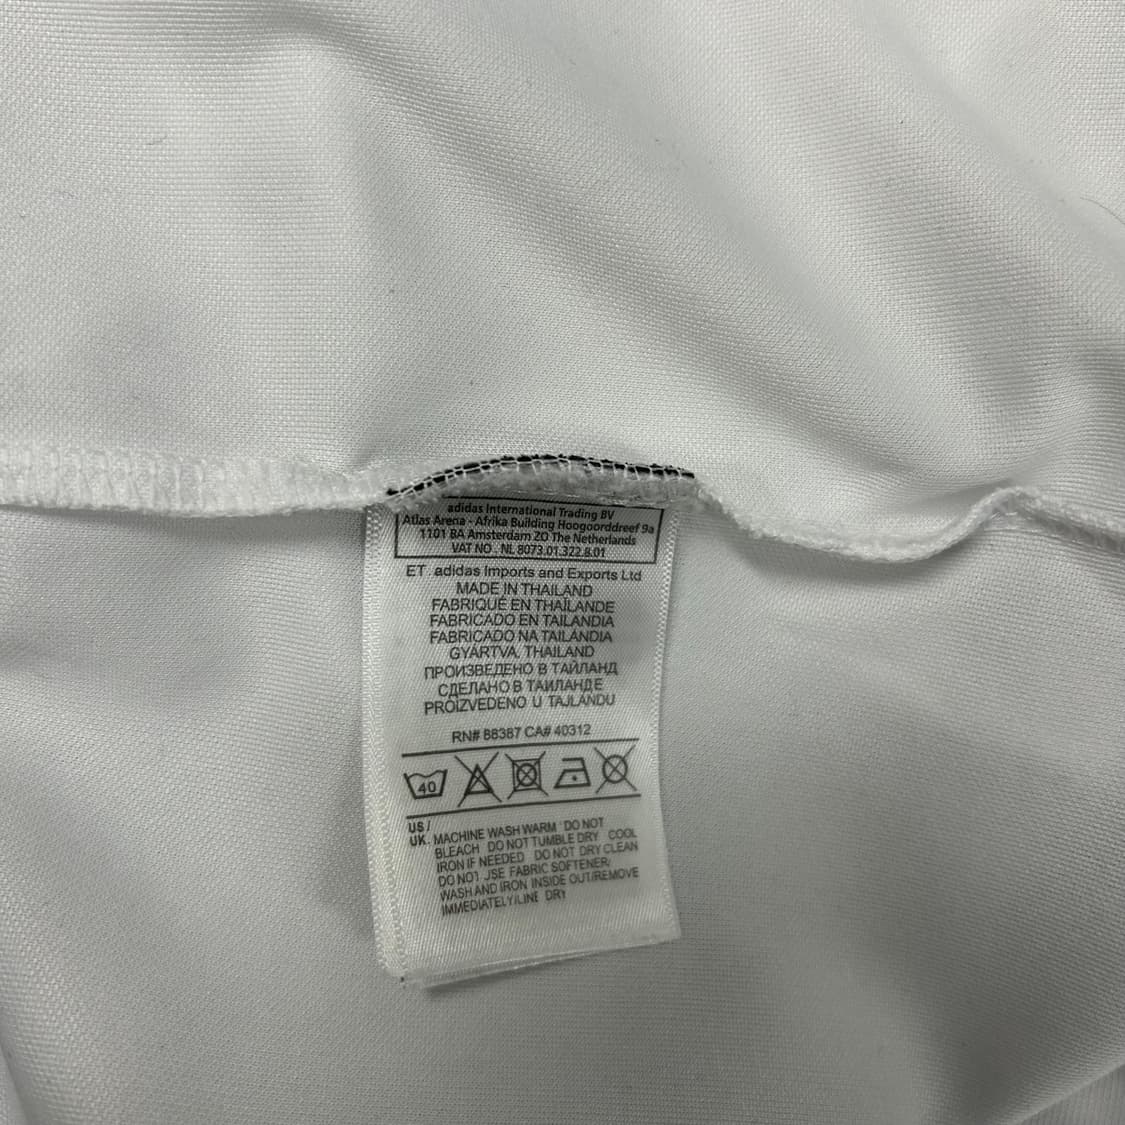 adidas International Trading BV
Atlas Arena - Afrika Building Hoogoorddreef 9a
1101 BA Amsterdam ZO The Netherlands
VAT NO. NL 8073.01.322.B.01
ET. adidas Imports and Exports Ltd
MADE IN THAILAND
FABRIQUÉ EN THAÏLANDE
FABRICADO EN TAILANDIA
FABRICADO NA TAILÂNDIA
GYÁRTVA. THAILAND
ПРОИЗВЕДЕНО В ТАЙЛАНД
СДЕЛАНО В ТАИЛАНДЕ
PROIZVEDENO U TAJLANDU
RN# 88387 CA# 40312
40
US /
UK. MACHINE WASH WARM DO NOT
BLEACH DO NOT TUMBLE DRY COOL
IRON IF NEEDED DO NOT DRY CLEAN
DO NOT USE FABRIC SOFTENER/
WASH AND IRON INSIDE OUT/REMOVE
IMMEDIATELY/LINE DRY